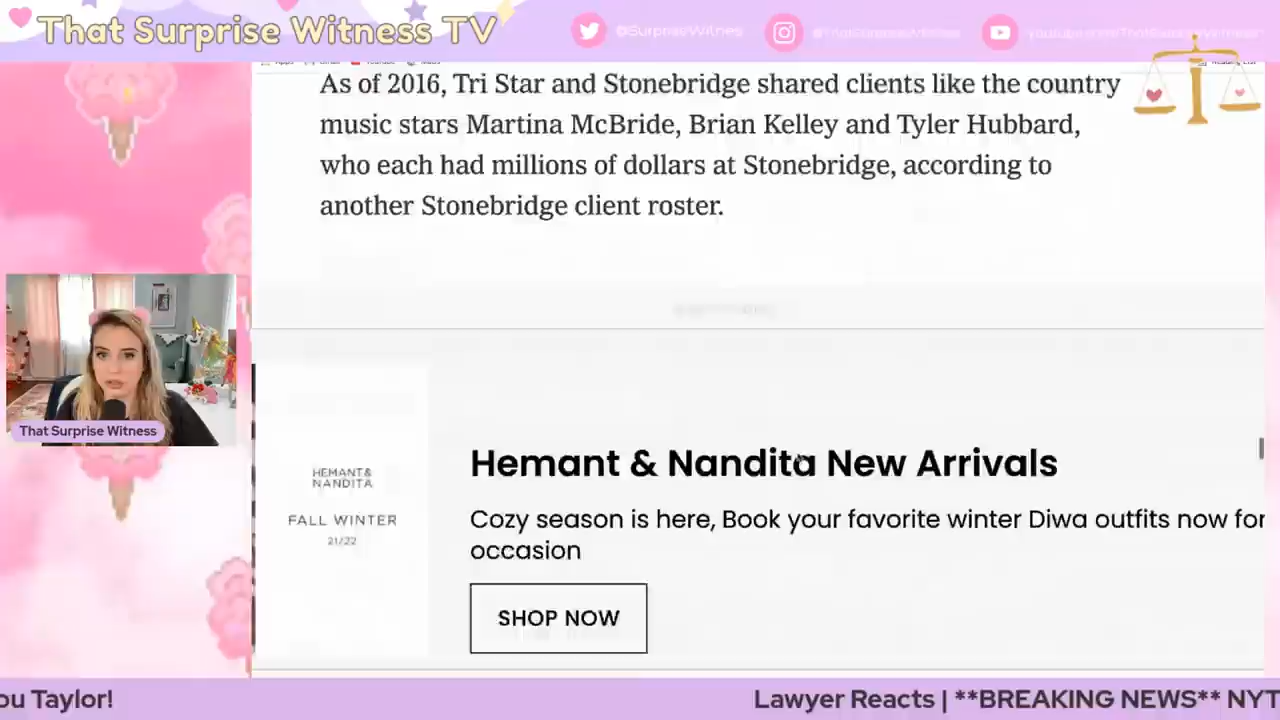 That Surprise Witness TV
@SurpriseWitnes
As of 2016, Tri Star and Stonebridge shared clients like the country
music stars Martina McBride, Brian Kelley and Tyler Hubbard,
who each had millions of dollars at Stonebridge, according to
another Stonebridge client roster.
That Surprise Witness
HEMANT&
NANDITA
FALL WINTER
21/22
Hemant & Nandita New Arrivals
Cozy season is here, Book your favorite winter Diwa outfits now for
occasion
SHOP NOW
ou Taylor!
Lawyer Reacts | **BREAKING NEWS** NYT